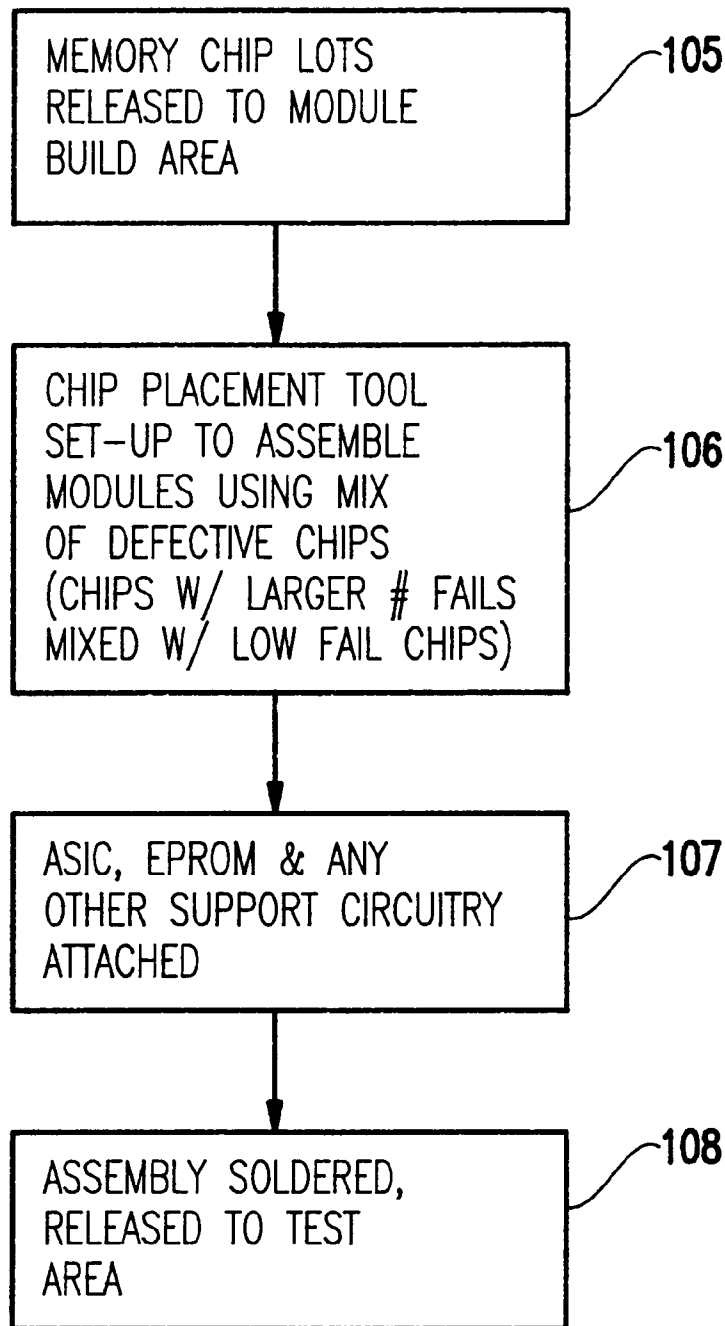 MEMORY CHIP LOTS
RELEASED TO MODULE
BUILD AREA
105
CHIP PLACEMENT TOOL
SET-UP TO ASSEMBLE
MODULES USING MIX
OF DEFECTIVE CHIPS
(CHIPS W/ LARGER # FAILS
MIXED W/ LOW FAIL CHIPS)
106
ASIC, EPROM & ANY
OTHER SUPPORT CIRCUITRY
ATTACHED
107
ASSEMBLY SOLDERED,
RELEASED TO TEST
AREA
108